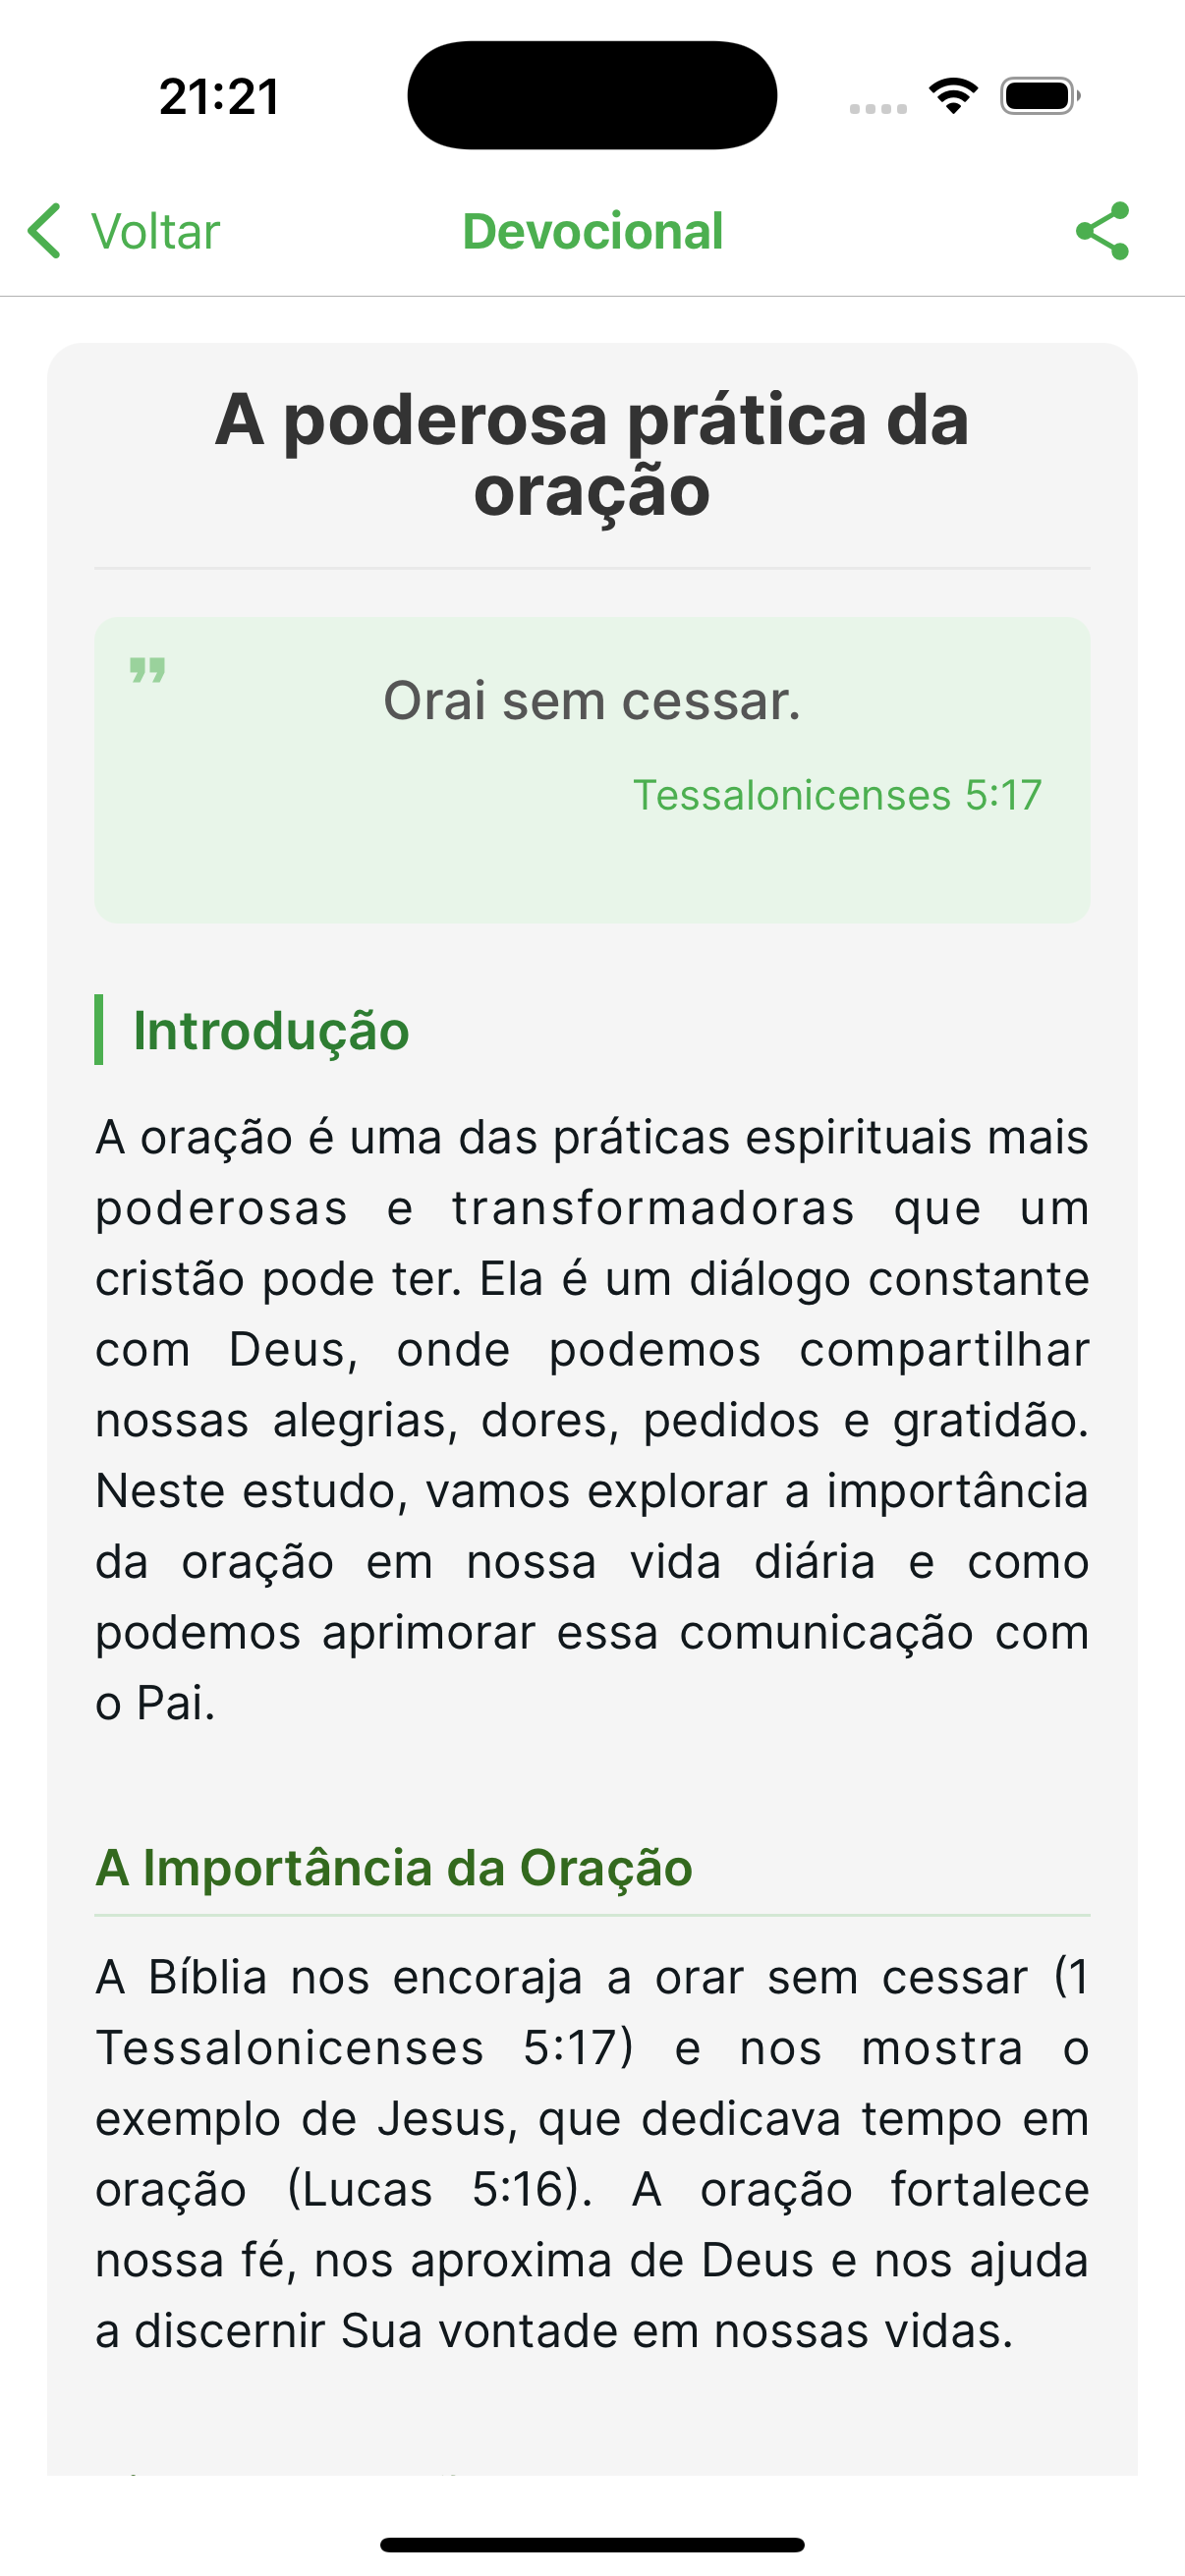 21:21
Voltar
Devocional
A poderosa prática da
oração
Orai sem cessar.
Tessalonicenses 5:17
Introdução
A oração é uma das práticas espirituais mais
poderosas e transformadoras que um
cristão pode ter. Ela é um diálogo constante
com Deus, onde podemos compartilhar
nossas alegrias, dores, pedidos e gratidão.
Neste estudo, vamos explorar a importância
da oração em nossa vida diária e como
podemos aprimorar essa comunicação com
o Pai.
A Importância da Oração
A Bíblia nos encoraja a orar sem cessar (1
Tessalonicenses 5:17) e nos mostra o
exemplo de Jesus, que dedicava tempo em
oração (Lucas 5:16). A oração fortalece
nossa fé, nos aproxima de Deus e nos ajuda
a discernir Sua vontade em nossas vidas.